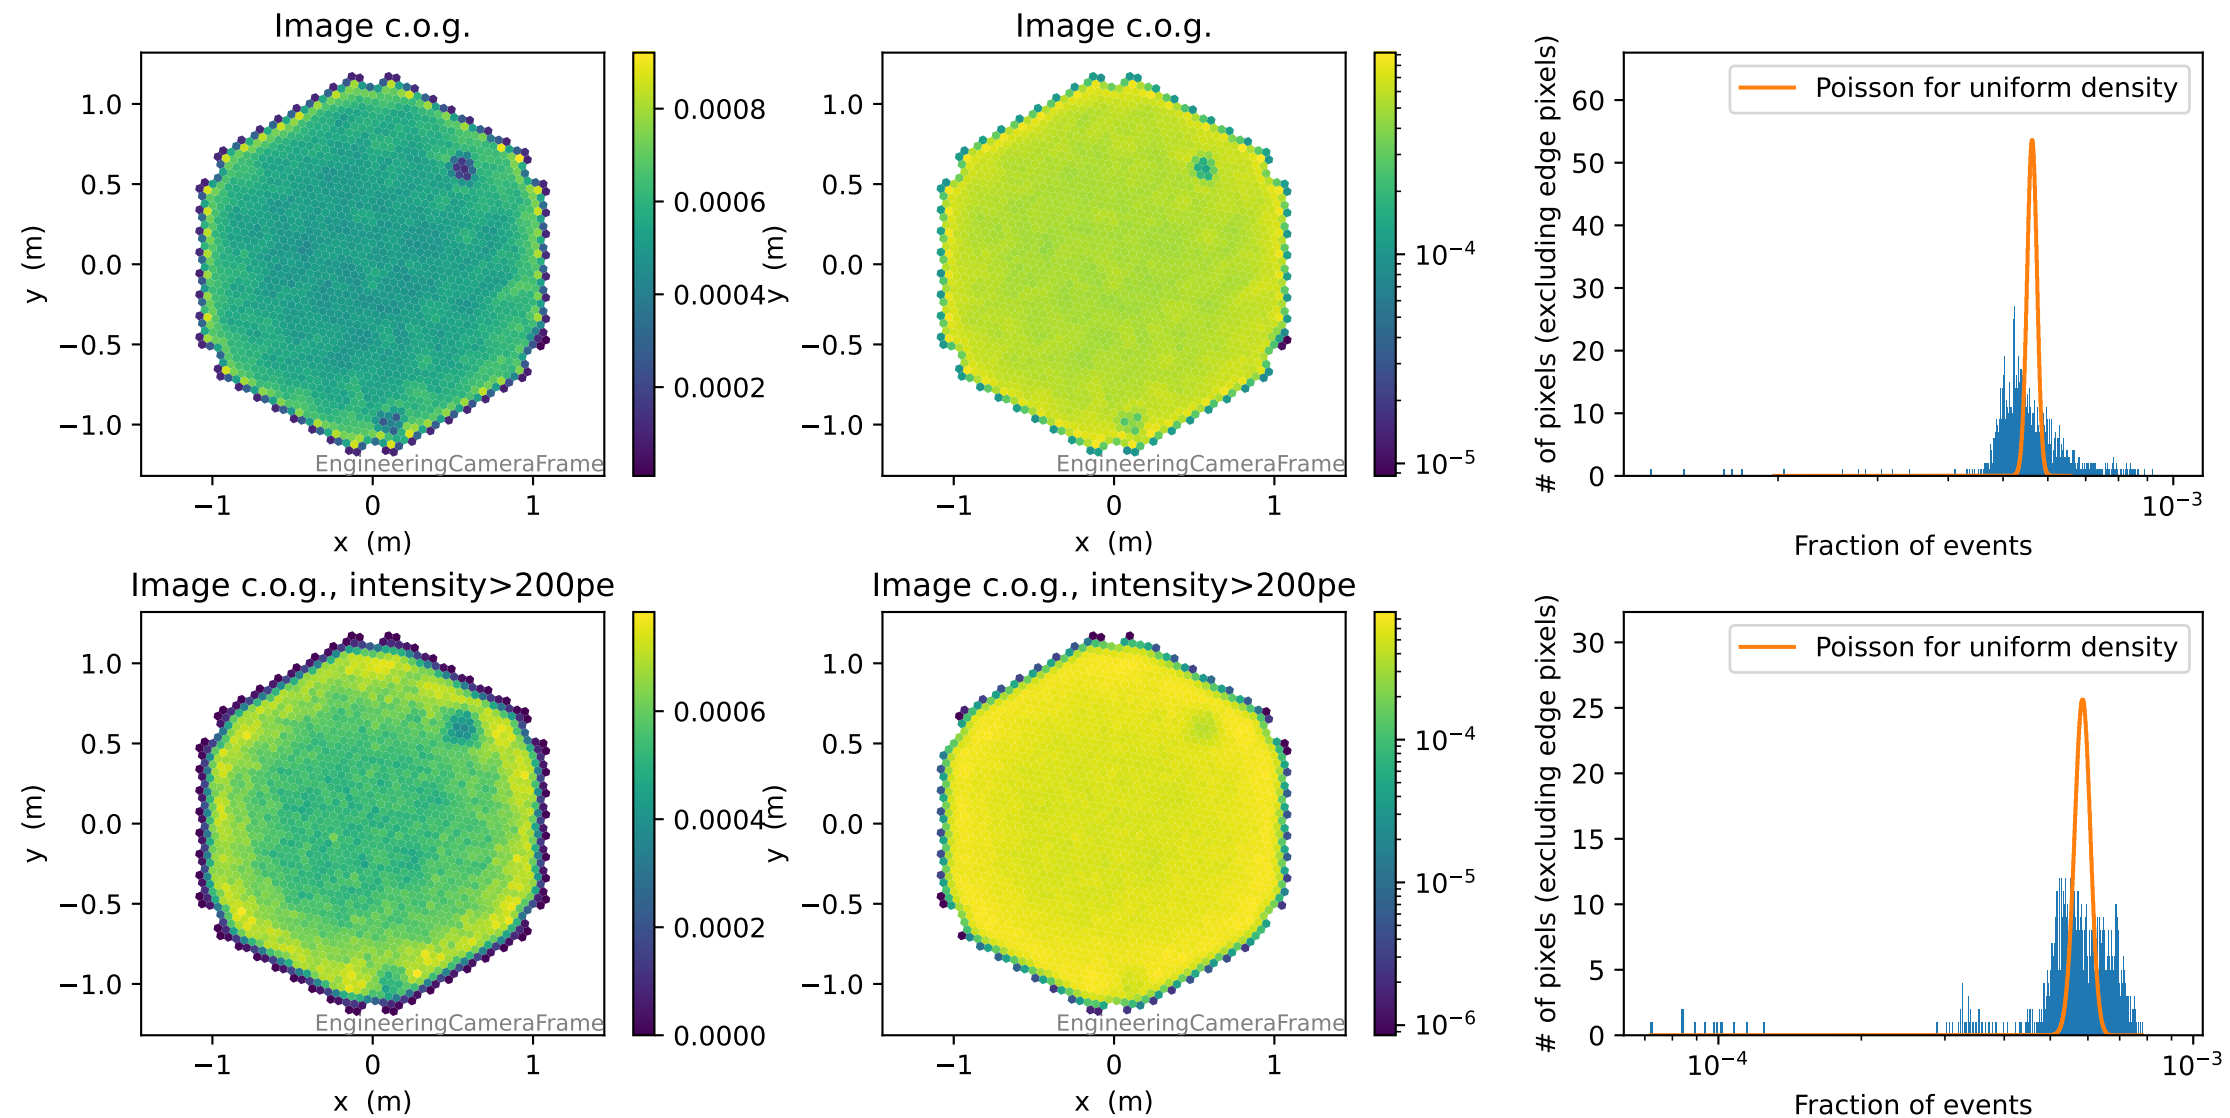 Image c.o.g.
1.0
0.5
0.0
−0.5
−1.0
y (m)
−1
0
1
x (m)
EngineeringCameraFrame
0.0008
0.0006
0.0004
0.0002
Image c.o.g.
1.0
0.5
0.0
−0.5
−1.0
y (m)
−1
0
1
x (m)
EngineeringCameraFrame
10⁻⁴
10⁻⁵
# of pixels (excluding edge pixels)
60
50
40
30
20
10
0
Poisson for uniform density
10⁻³
Fraction of events
Image c.o.g., intensity>200pe
1.0
0.5
0.0
−0.5
−1.0
y (m)
−1
0
1
x (m)
EngineeringCameraFrame
0.0006
0.0004
0.0002
0.0000
Image c.o.g., intensity>200pe
1.0
0.5
0.0
−0.5
−1.0
y (m)
−1
0
1
x (m)
EngineeringCameraFrame
10⁻⁴
10⁻⁵
10⁻⁶
# of pixels (excluding edge pixels)
30
25
20
15
10
5
0
Poisson for uniform density
10⁻⁴
10⁻³
Fraction of events